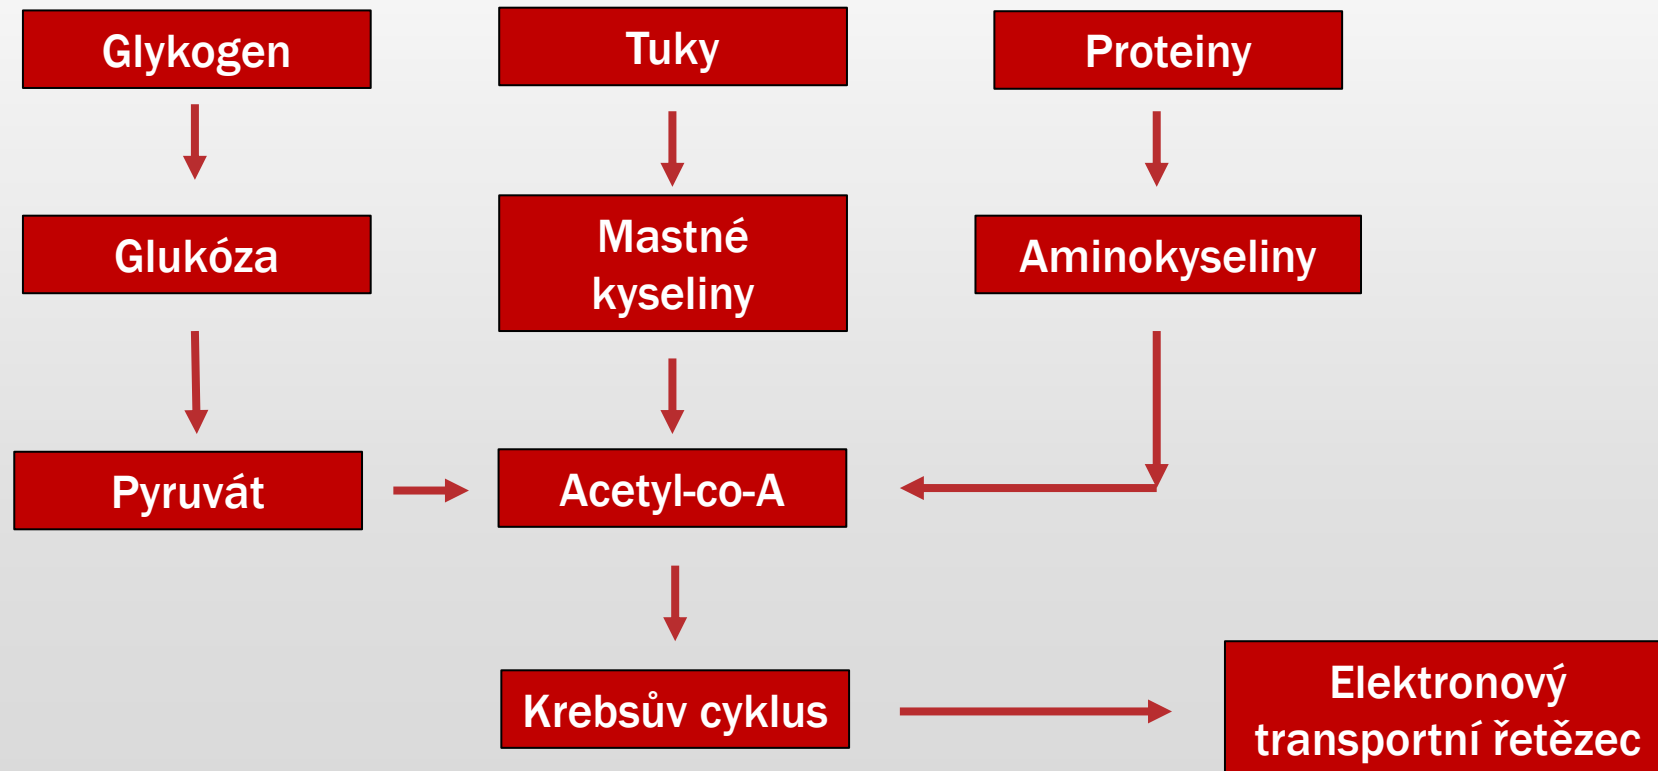 Glykogen
Tuky
Proteiny
Glukóza
Mastné
kyseliny
Aminokyseliny
Pyruvát
Acetyl-co-A
Krebsův cyklus
Elektronový
transportní řetězec